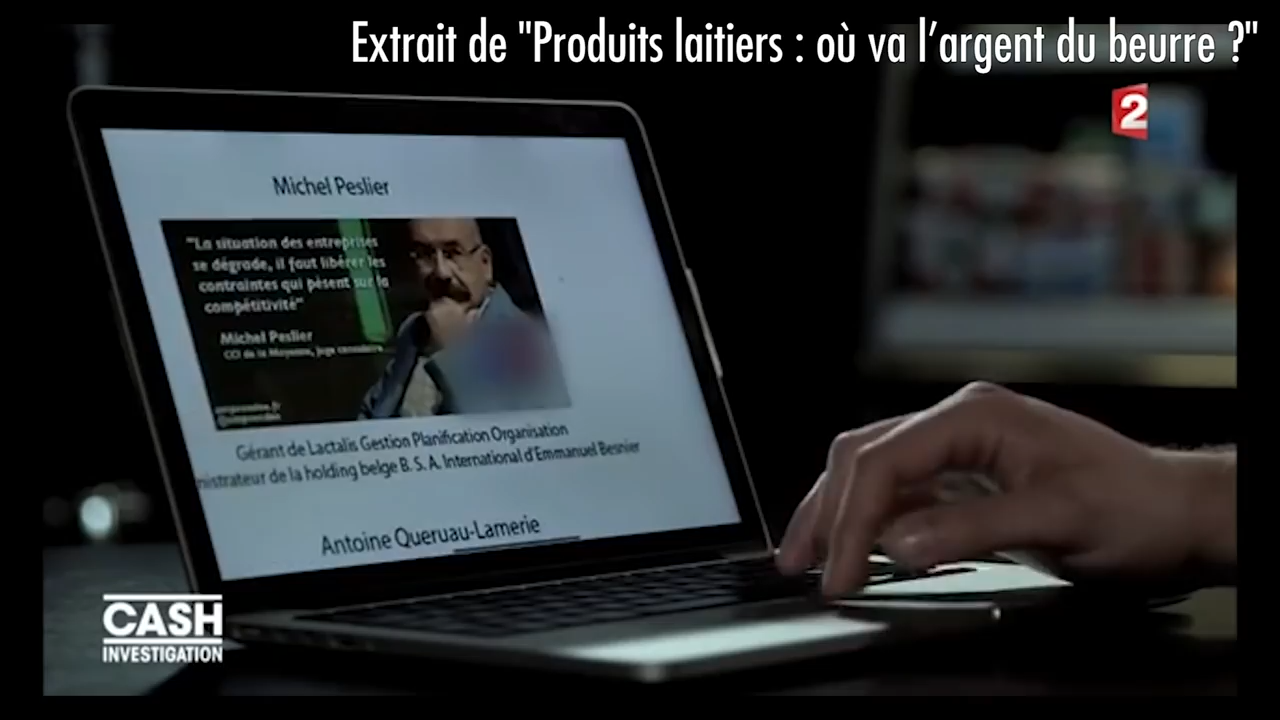 Extrait de "Produits laitiers : où va l'argent du beurre ?"
2
Michel Peslier
"La situation des entreprises
se dégrade, il faut libérer les
contraintes qui pèsent sur la
compétitivité"
Michel Peslier
CCI de la Mayenne, juge consulaire
Gérant de Lactalis Gestion Planification Organisation
nistrateur de la holding belge B. S. A. International d'Emmanuel Besnier
Antoine Queruau-Lamerie
CASH
INVESTIGATION